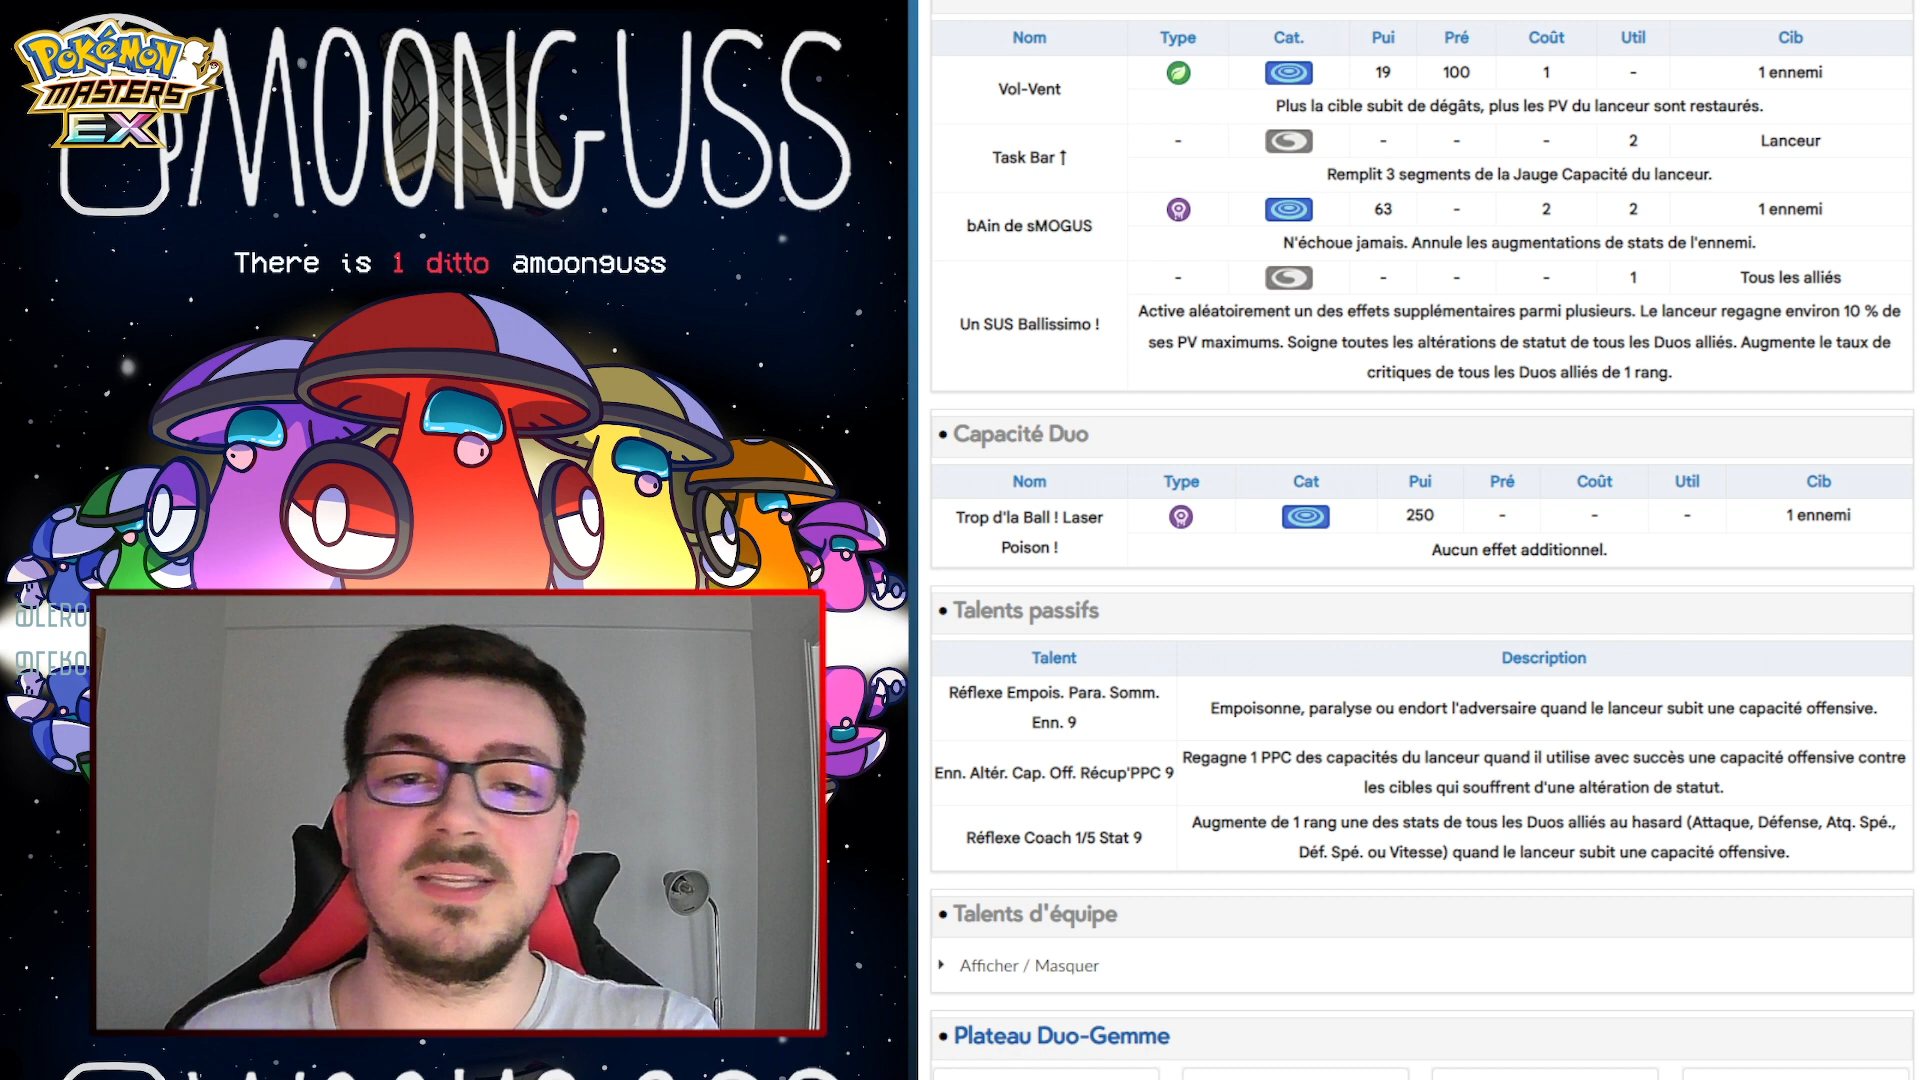 POKéMON
MASTERS
EX
AMOONGUSS
There is 1 ditto amoonguss
Nom Type Cat. Pui Pré Coût Util Cib
Vol-Vent 19 100 1 - 1 ennemi
Plus la cible subit de dégâts, plus les PV du lanceur sont restaurés.
Task Bar ↑ - - - - 2 Lanceur
Remplit 3 segments de la Jauge Capacité du lanceur.
bAin de sMOGUS 63 - 2 2 1 ennemi
N'échoue jamais. Annule les augmentations de stats de l'ennemi.
Un SUS Ballissimo ! - - - - 1 Tous les alliés
Active aléatoirement un des effets supplémentaires parmi plusieurs. Le lanceur regagne environ 10 % de
ses PV maximums. Soigne toutes les altérations de statut de tous les Duos alliés. Augmente le taux de
critiques de tous les Duos alliés de 1 rang.
• Capacité Duo
Nom Type Cat Pui Pré Coût Util Cib
Trop d'la Ball ! Laser
Poison ! 250 - - - 1 ennemi
Aucun effet additionnel.
• Talents passifs
Talent Description
Réflexe Empois. Para. Somm.
Enn. 9
Empoisonne, paralyse ou endort l'adversaire quand le lanceur subit une capacité offensive.
Enn. Altér. Cap. Off. Récup'PPC 9
Regagne 1 PPC des capacités du lanceur quand il utilise avec succès une capacité offensive contre
les cibles qui souffrent d'une altération de statut.
Réflexe Coach 1/5 Stat 9
Augmente de 1 rang une des stats de tous les Duos alliés au hasard (Attaque, Défense, Atq. Spé.,
Déf. Spé. ou Vitesse) quand le lanceur subit une capacité offensive.
• Talents d'équipe
Afficher / Masquer
• Plateau Duo-Gemme